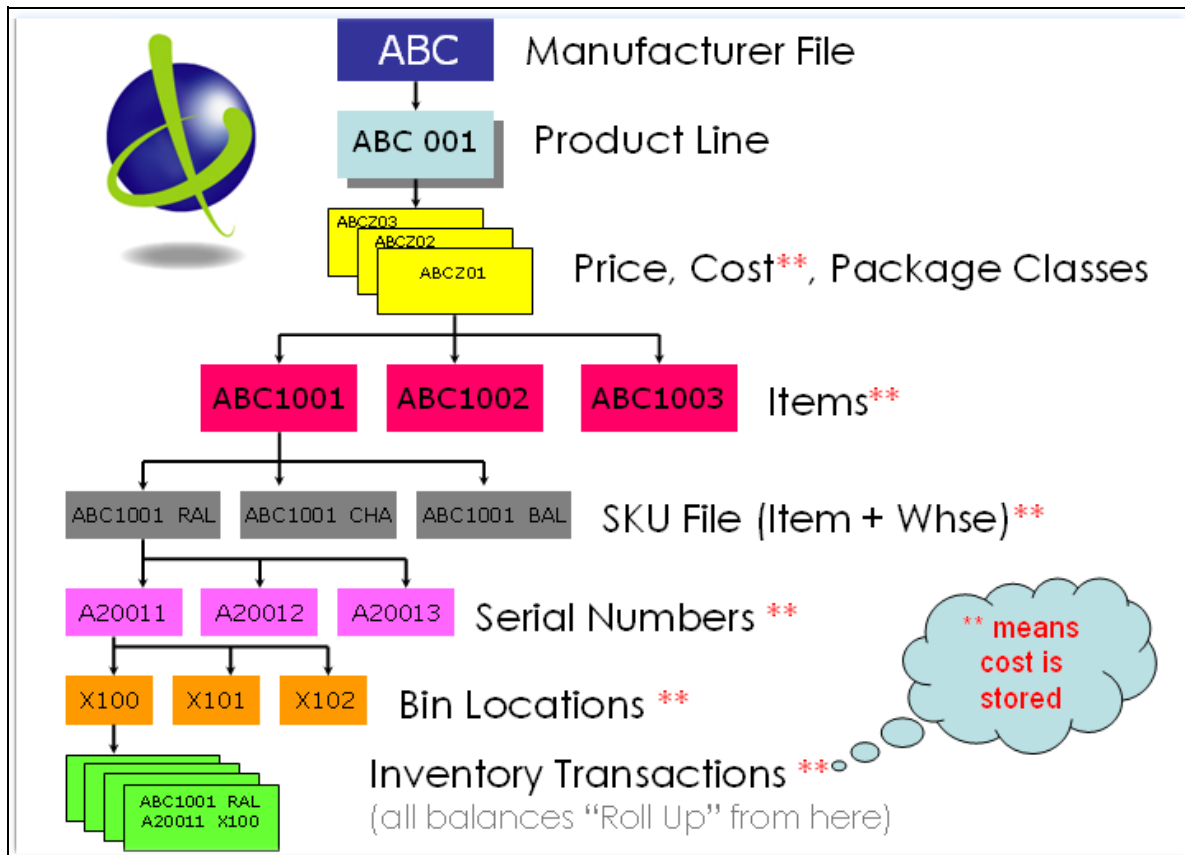 ABC Manufacturer File
ABC 001 Product Line
ABCZ03
ABCZ02
ABCZ01
Price, Cost**, Package Classes
ABC1001 ABC1002 ABC1003 Items**
ABC1001 RAL ABC1001 CHA ABC1001 BAL SKU File (Item + Whse)**
A20011 A20012 A20013 Serial Numbers **
X100 X101 X102 Bin Locations **
** means
cost is
stored
Inventory Transactions **
ABC1001 RAL
A20011 X100
(all balances “Roll Up” from here)